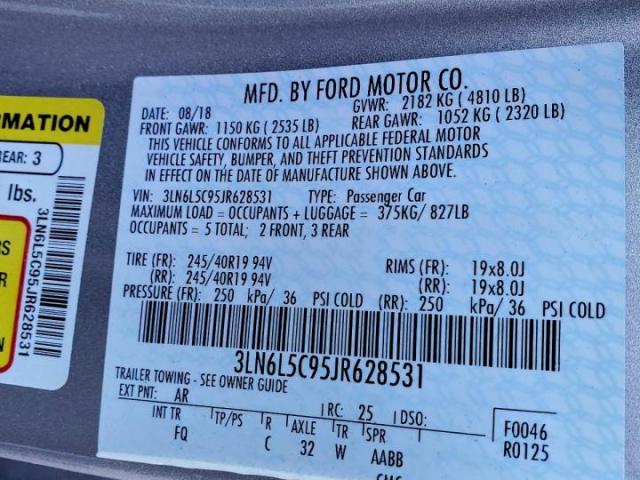 MFD. BY FORD MOTOR CO.
DATE: 08/18 GVWR: 2182 KG ( 4810 LB)
FRONT GAWR: 1150 KG ( 2535 LB) REAR GAWR: 1052 KG ( 2320 LB)
THIS VEHICLE CONFORMS TO ALL APPLICABLE FEDERAL MOTOR
VEHICLE SAFETY, BUMPER, AND THEFT PREVENTION STANDARDS
IN EFFECT ON THE DATE OF MANUFACTURE SHOWN ABOVE.
VIN: 3LN6L5C95JR628531 TYPE: Passenger Car
MAXIMUM LOAD = OCCUPANTS + LUGGAGE = 375KG/ 827LB
OCCUPANTS = 5 TOTAL; 2 FRONT, 3 REAR
TIRE (FR): 245/40R19 94V RIMS (FR): 19x8.0J
(RR): 245/40R19 94V (RR): 19x8.0J
PRESSURE (FR): 250 kPa/ 36 PSI COLD (RR): 250 kPa/ 36 PSI COLD
3LN6L5C95JR628531
TRAILER TOWING - SEE OWNER GUIDE
EXT PNT: AR RC: 25 DSO:
INT TR TP/PS R AXLE TR SPR F0046
FQ C 32 W AABB R0125
RMATION
REAR: 3
lbs.
3LN6L5C95JR628531